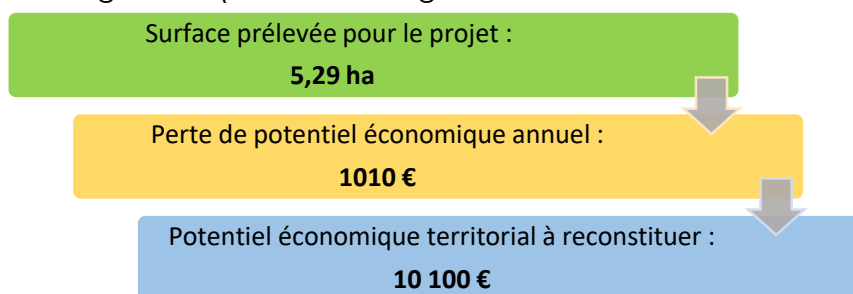 Surface prélevée pour le projet :
5,29 ha
Perte de potentiel économique annuel :
1010 €
Potentiel économique territorial à reconstituer :
10 100 €